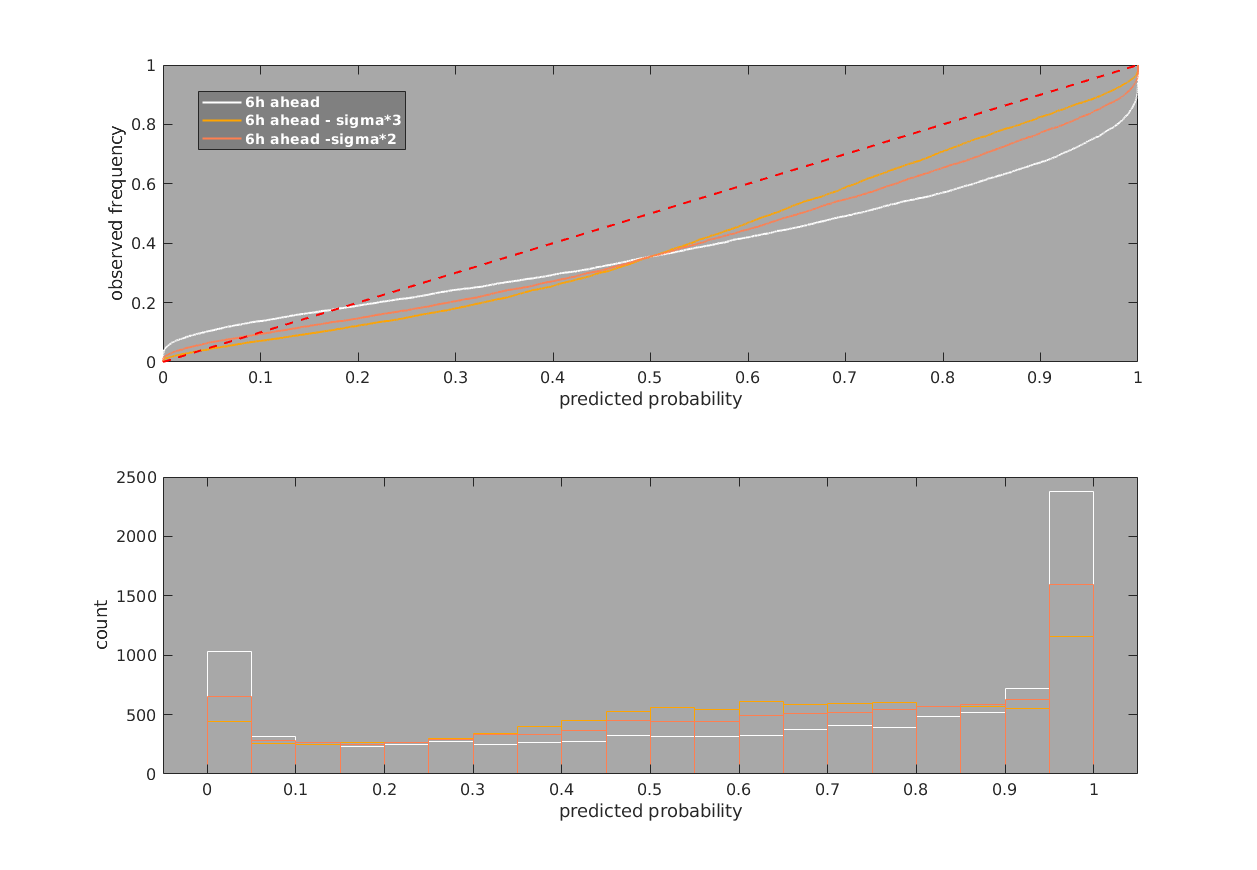 1
0.8
0.6
0.4
0.2
0
observed frequency
6h ahead
6h ahead - sigma*3
6h ahead -sigma*2
0 0.1 0.2 0.3 0.4 0.5 0.6 0.7 0.8 0.9 1
predicted probability
2500
2000
1500
1000
500
0
count
0 0.1 0.2 0.3 0.4 0.5 0.6 0.7 0.8 0.9 1
predicted probability